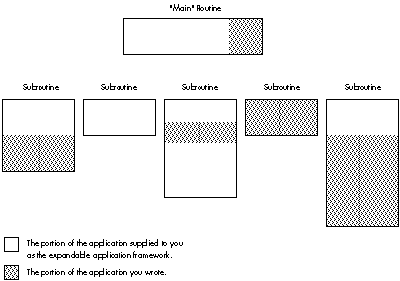 "Main" Routine
Subroutine Subroutine Subroutine Subroutine Subroutine
The portion of the application supplied to you
as the expandable application framework.
The portion of the application you wrote.